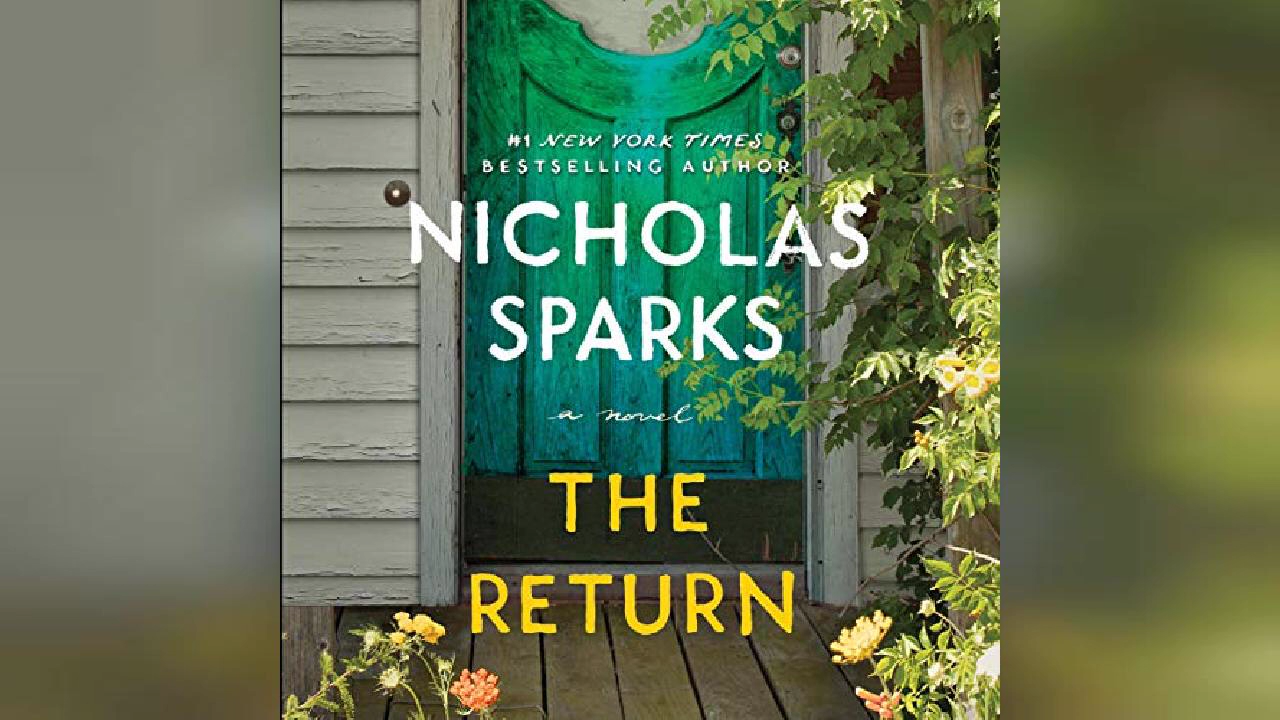 #1 NEW YORK TIMES
BESTSELLING AUTHOR
NICHOLAS
SPARKS
a novel
THE
RETURN